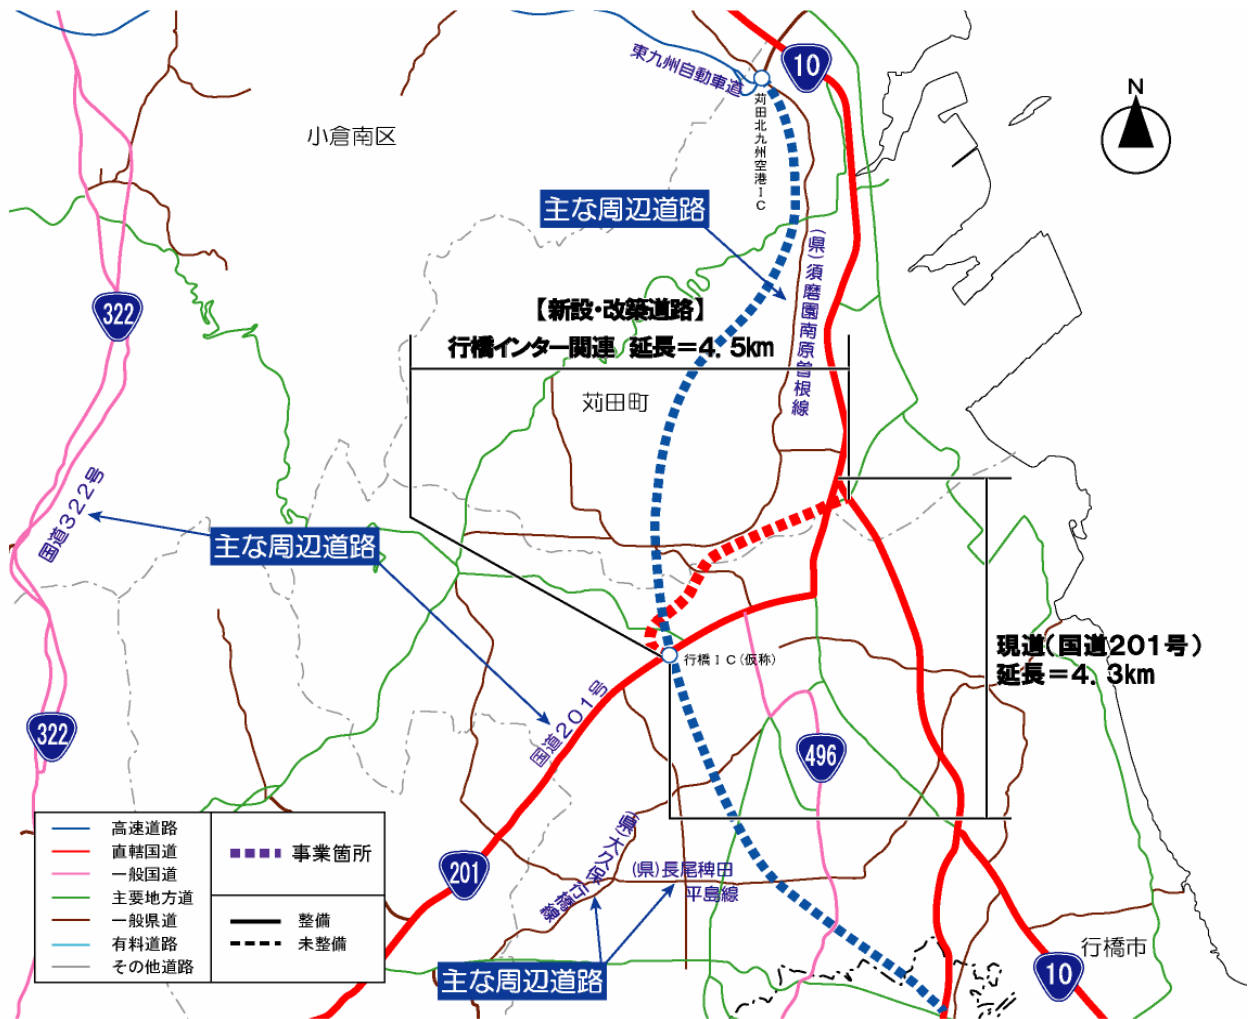 東九州自動車道
10
N
小倉南区
苅田北九州空港IC
主な周辺道路
(県)須磨園南原曽根線
322
【新設・改築道路】
行橋インター関連 延長=4.5km
苅田町
国道322号
主な周辺道路
現道(国道201号)
延長=4.3km
行橋IC(仮称)
国道201号
322
496
高速道路
直轄国道
一般国道
主要地方道
一般県道
有料道路
その他道路
事業箇所
整備
未整備
201
(県)大久保行橋線
(県)長尾稗田
平島線
主な周辺道路
行橋市
10